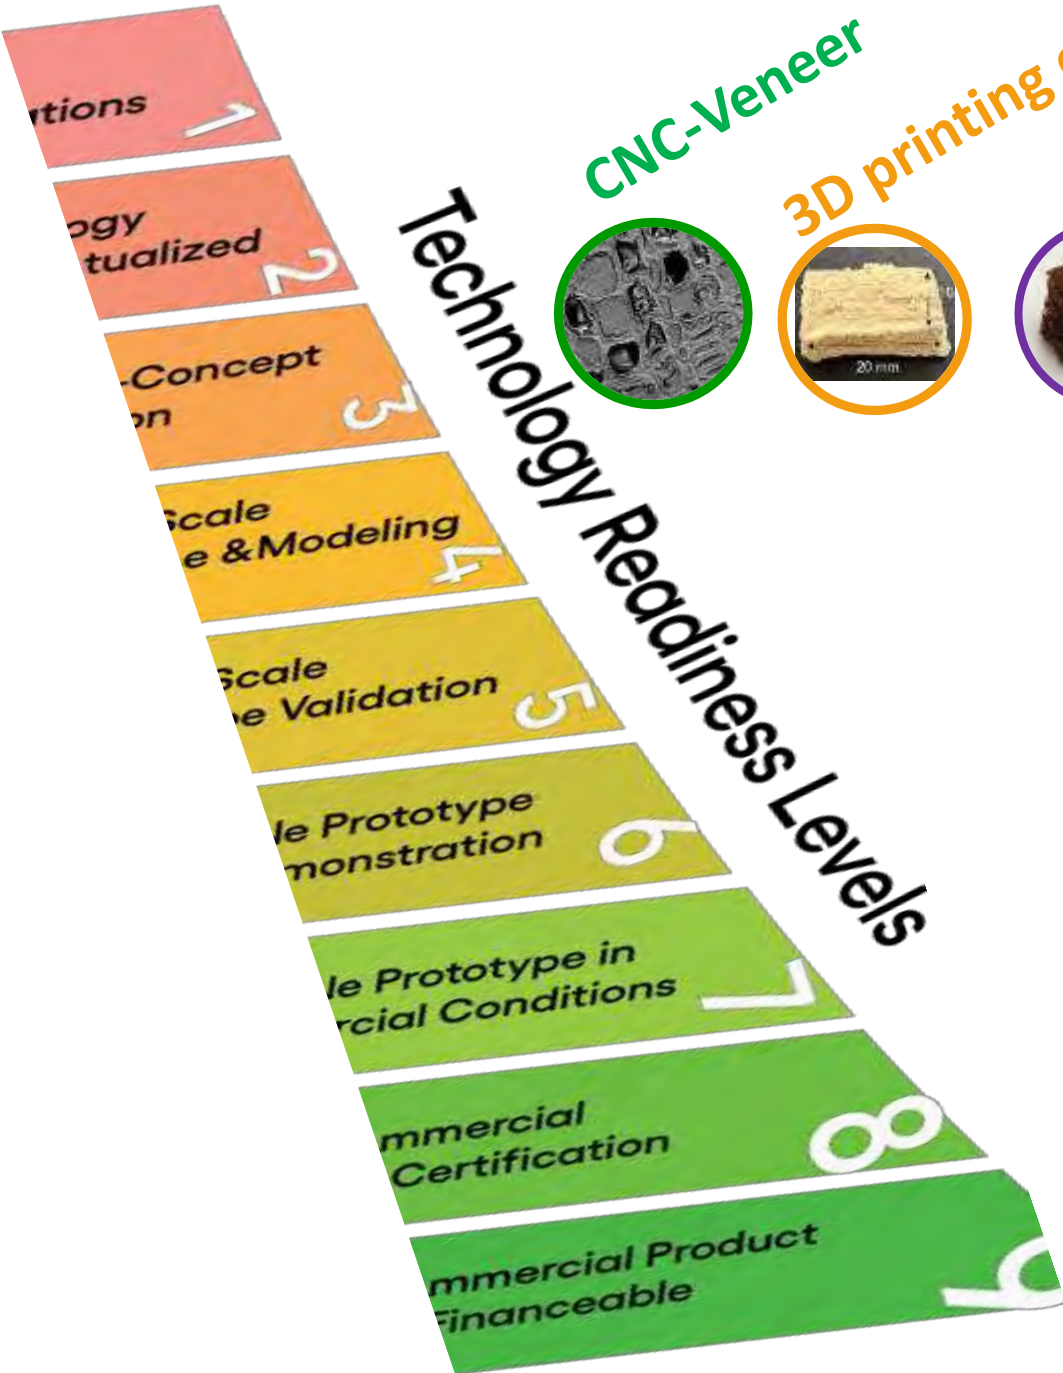 ations
1
ogy
tualized
2
-Concept
on
3
Scale
e &Modeling
4
Scale
e Validation
5
le Prototype
monstration
6
le Prototype in
rcial Conditions
7
mmercial
Certification
8
mmercial Product
Financeable
9
Technology Readiness Levels
CNC-Veneer
3D printing
20 mm